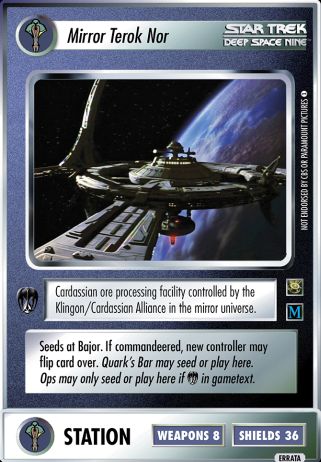 Mirror Terok Nor
STAR TREK
DEEP SPACE NINE™
NOT ENDORSED BY CBS OR PARAMOUNT PICTURES
Cardassian ore processing facility controlled by the
Klingon/Cardassian Alliance in the mirror universe.
M
Seeds at Bajor. If commandeered, new controller may
flip card over. Quark's Bar may seed or play here.
Ops may only seed or play here if in gametext.
STATION
WEAPONS 8
SHIELDS 36
ERRATA